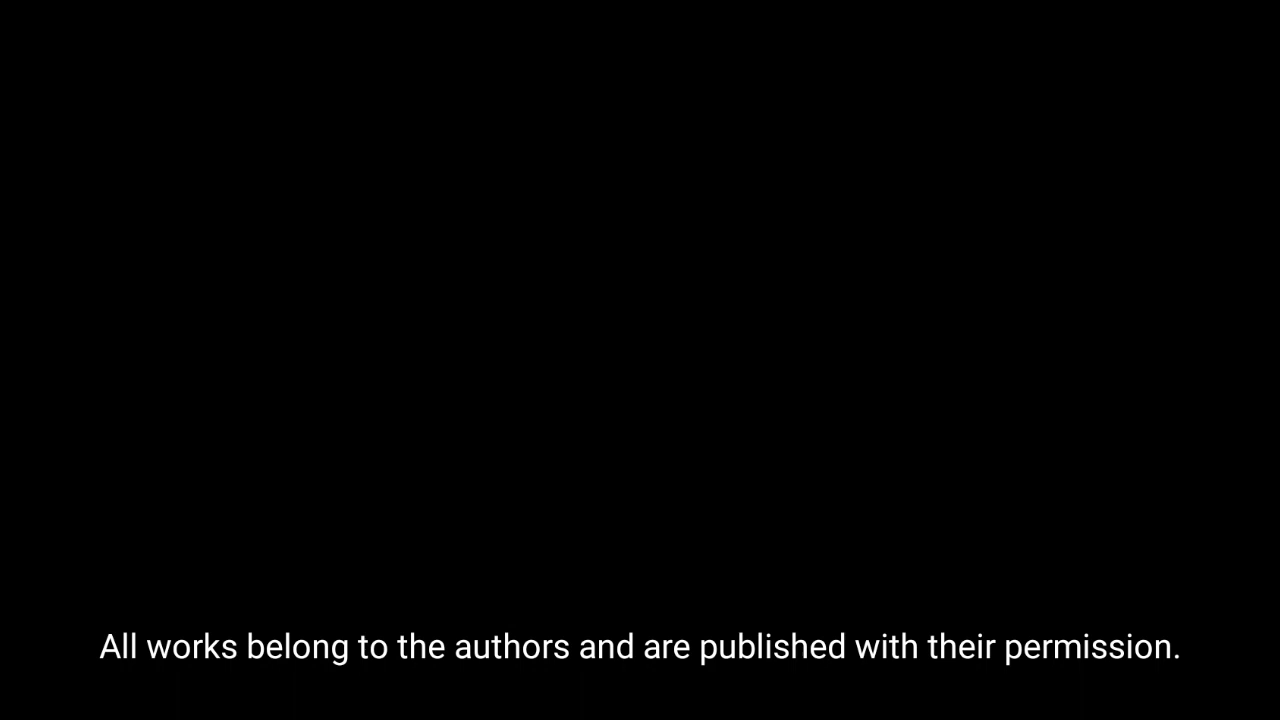 All works belong to the authors and are published with their permission.